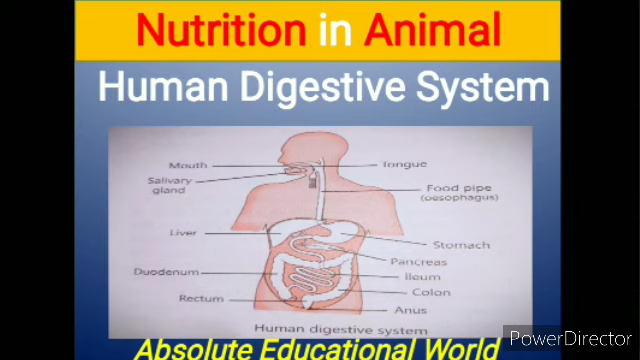 Nutrition in Animal
Human Digestive System
Mouth
Tongue
Salivary
gland
Food pipe
(oesophagus)
Liver
Stomach
Pancreas
Duodenum
ileum
Colon
Rectum
Anus
Human digestive system
Absolute Educational World
PowerDirector